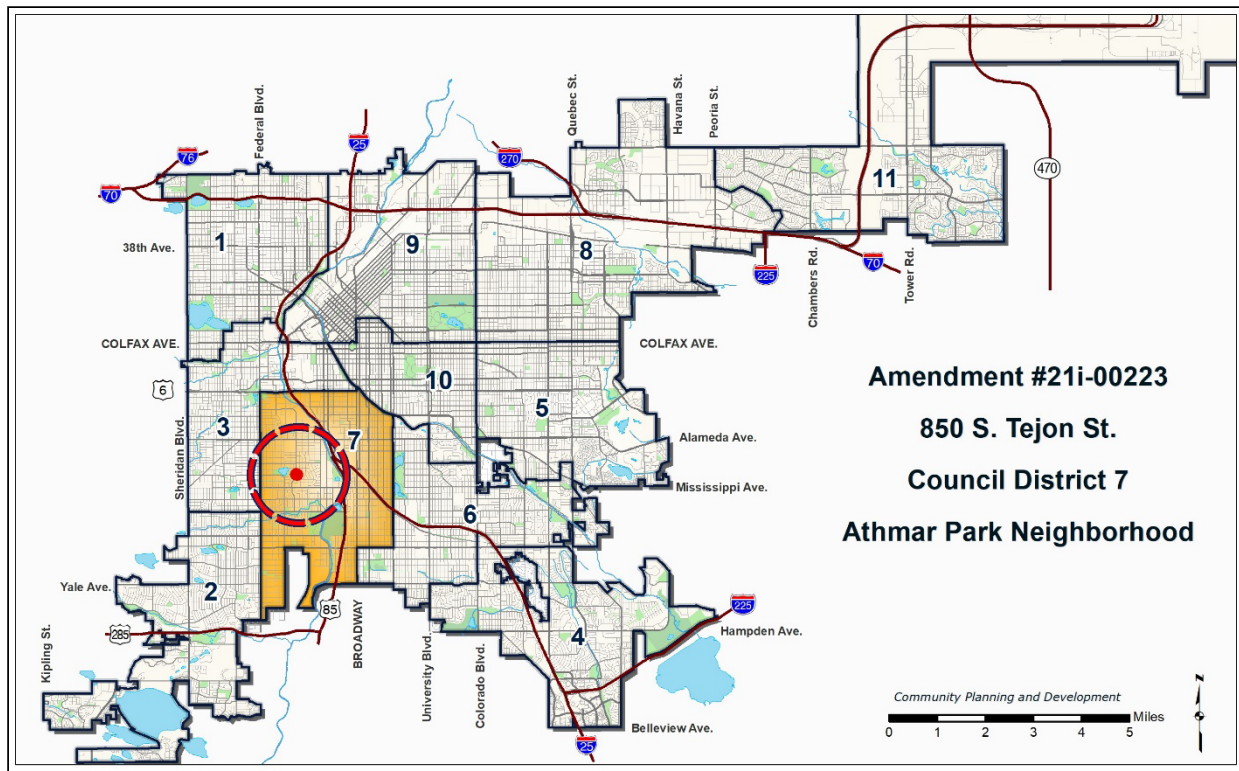 Federal Blvd.
Quebec St.
Havana St.
Peoria St.
76
25
270
70
11
470
1
9
8
38th Ave.
225
70
Chambers Rd.
Tower Rd.
COLFAX AVE.
COLFAX AVE.
6
10
5
3
7
Sheridan Blvd.
Alameda Ave.
Mississippi Ave.
6
Amendment #21i-00223
850 S. Tejon St.
Council District 7
Athmar Park Neighborhood
Yale Ave.
2
85
285
BROADWAY
University Blvd.
Colorado Blvd.
4
225
Hampden Ave.
Kipling St.
Belleview Ave.
25
Community Planning and Development
Miles
0 1 2 3 4 5
N